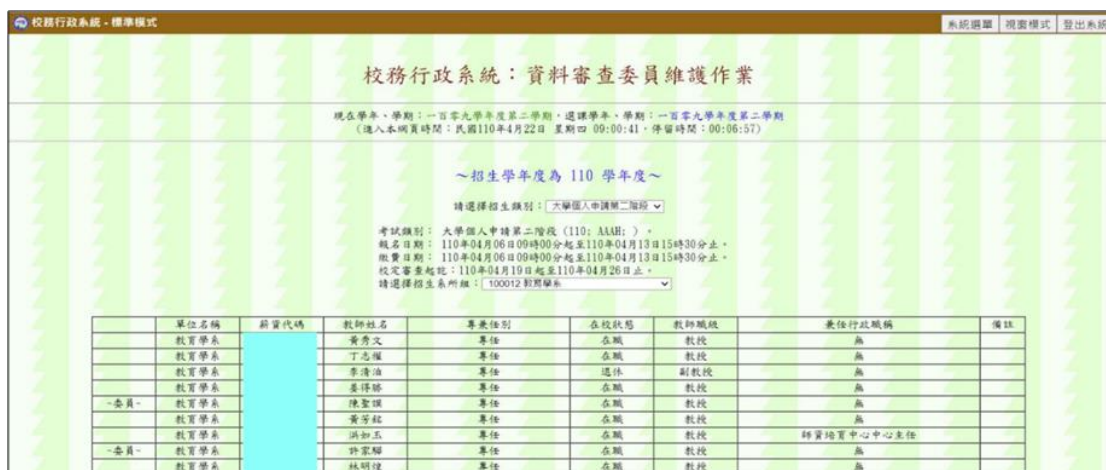 校務行政系統 - 標準模式 系統選單 視窗模式 登出系統
校務行政系統：資料審查委員維護作業
現在學年、學期：一百零九學年度第二學期，選課學年、學期：一百零九學年度第二學期
（進入本網頁時間：民國110年4月22日 星期四 09:00:41，停留時間：00:06:57）
～招生學年度為 110 學年度～
請選擇招生類別： 大學個人申請第二階段
考試類別： 大學個人申請第二階段 (110; AAAH; ) 。
報名日期： 110年04月06日09時00分起至110年04月13日15時30分止。
繳費日期： 110年04月06日09時00分起至110年04月13日15時30分止。
校定審查起訖：110年04月19日起至110年04月26日止。
請選擇招生系所組： 100012 教育學系
單位名稱 薪資代碼 教師姓名 專兼任別 在校狀態 教師職級 兼任行政職稱 備註
教育學系 黃秀文 專任 在職 教授 無
教育學系 丁志權 專任 在職 教授 無
教育學系 李清 專任 退休 副教授 無
教育學系 姜得勝 專任 在職 教授 無
-委員- 教育學系 陳聖謨 專任 在職 教授 無
教育學系 黃芳銘 專任 在職 教授 無
教育學系 洪如玉 專任 在職 教授 師資培育中心中心主任
-委員- 教育學系 許家驊 專任 在職 教授 無
教育學系 林明煌 專任 在職 教授 無